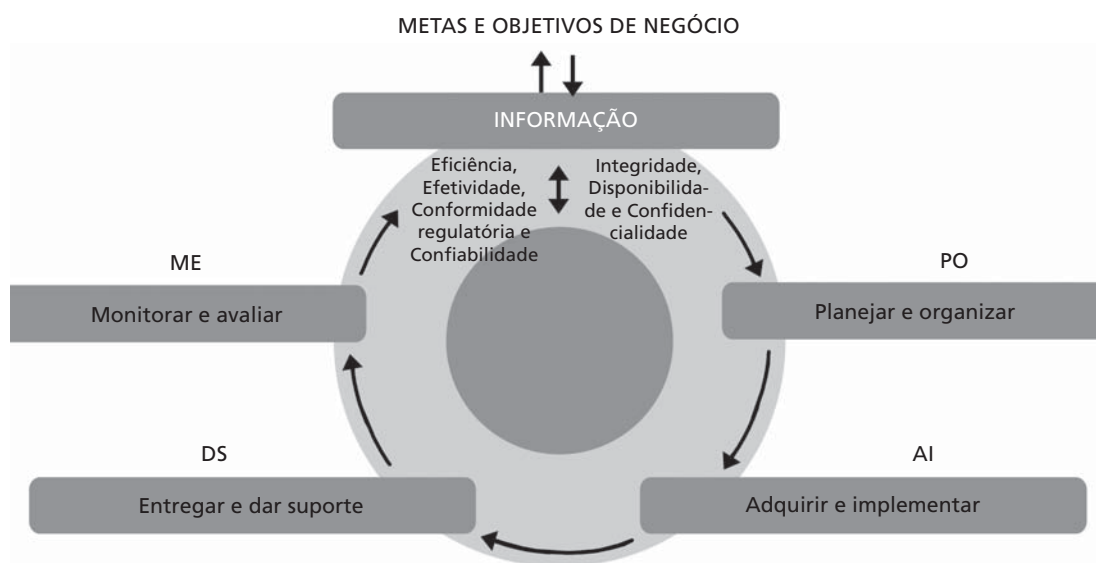 METAS E OBJETIVOS DE NEGÓCIO
INFORMAÇÃO
Eficiência,
Efetividade,
Conformidade
regulatória e
Confiabilidade
Integridade,
Disponibilida-
de e Confiden-
cialidade
ME
Monitorar e avaliar
PO
Planejar e organizar
DS
Entregar e dar suporte
AI
Adquirir e implementar